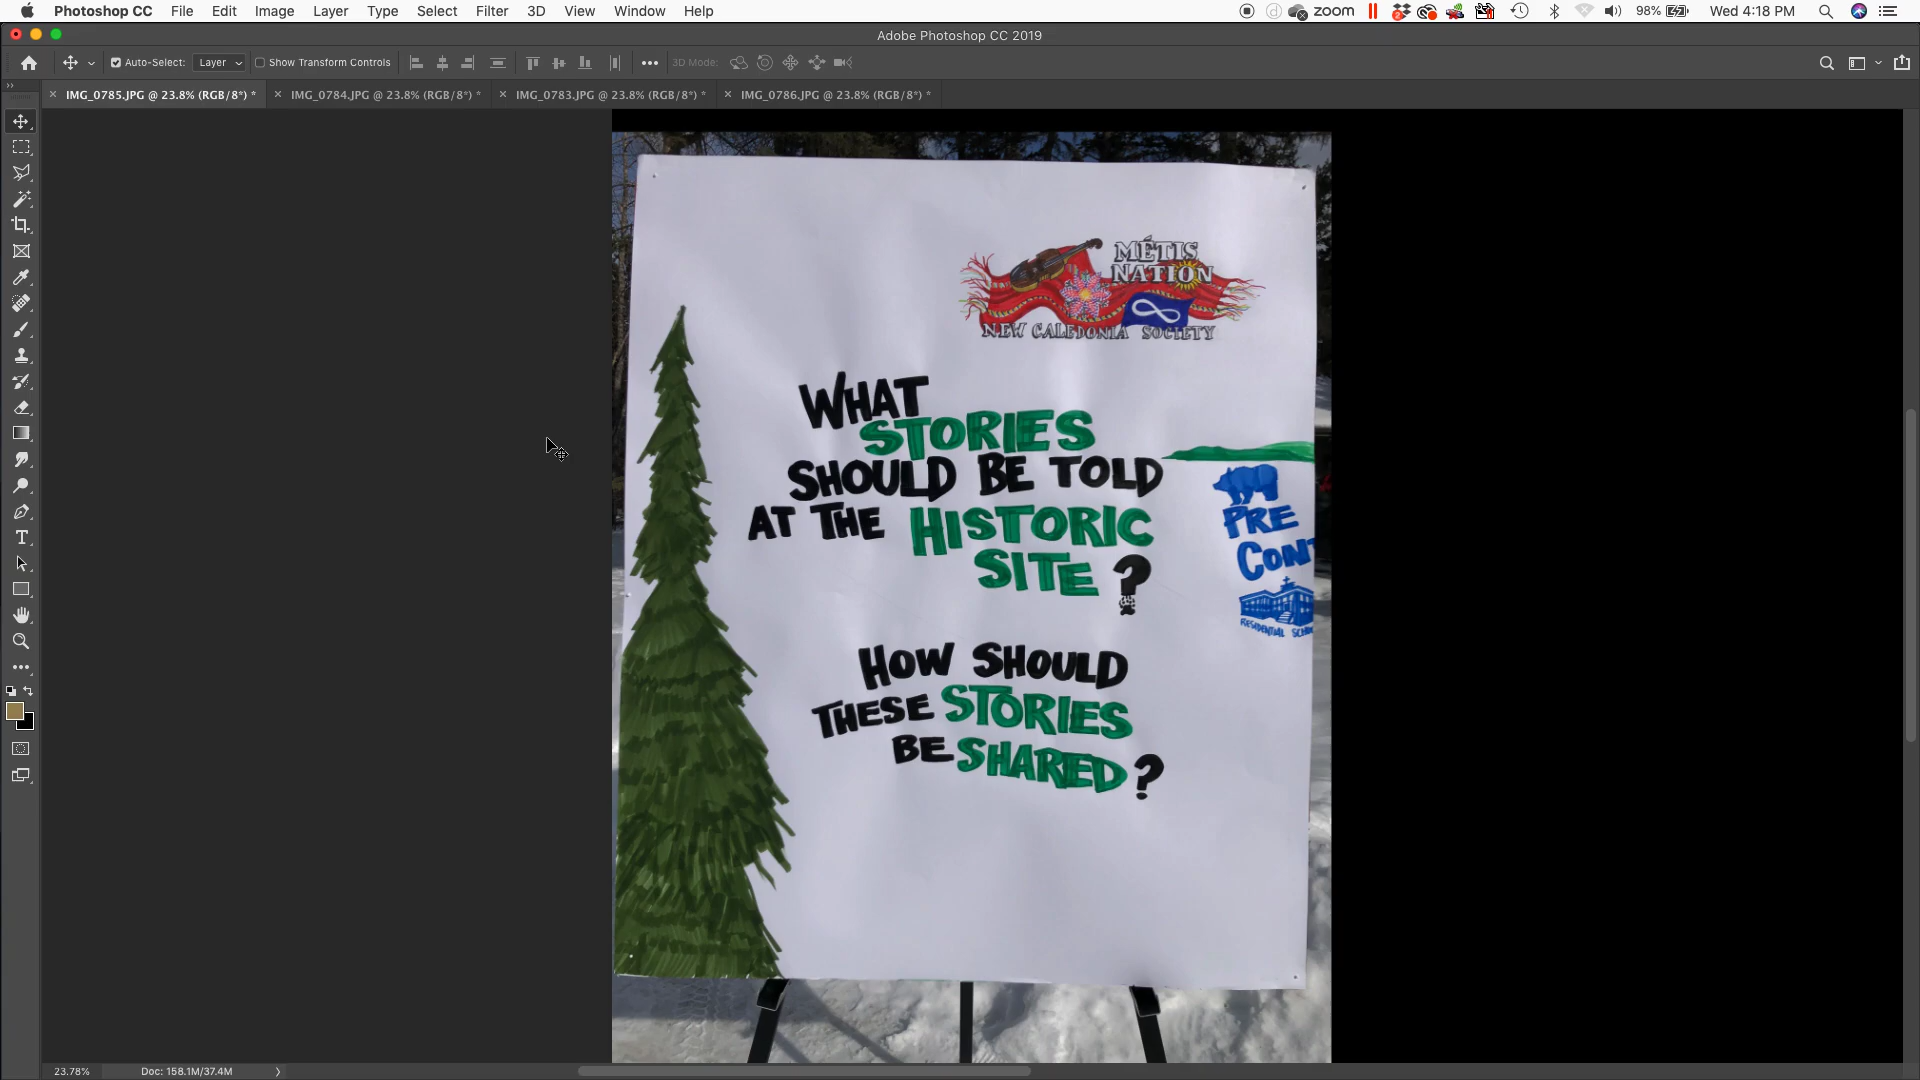 Photoshop CC File Edit Image Layer Type Select Filter 3D View Window Help
zoom 2 98% Wed 4:18 PM
Adobe Photoshop CC 2019
Auto-Select: Layer Show Transform Controls 3D Mode:
IMG_0785.JPG @ 23.8% (RGB/8*) * IMG_0784.JPG @ 23.8% (RGB/8*) * IMG_0783.JPG @ 23.8% (RGB/8*) * IMG_0786.JPG @ 23.8% (RGB/8*) *
MÉTIS
NATION
NEW CALEDONIA SOCIETY
WHAT
STORIES
SHOULD BE TOLD
AT THE HISTORIC
SITE ?
PRE
CONT
RESIDENTIAL SCHO
HOW SHOULD
THESE STORIES
BE SHARED ?
23.78% Doc: 158.1M/37.4M